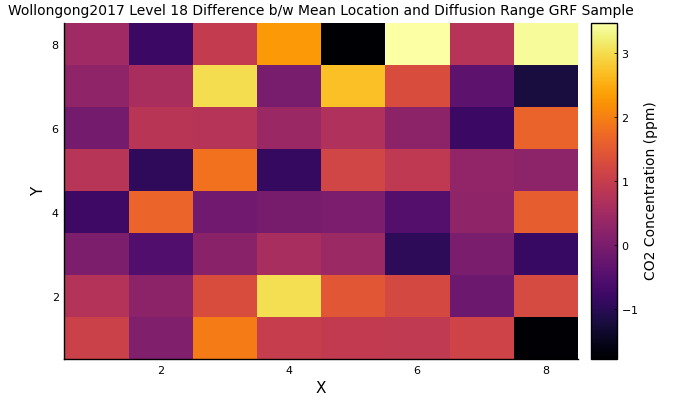 Wollongong2017 Level 18 Difference b/w Mean Location and Diffusion Range GRF Sample
8
6
4
2
Y
2 4 6 8
X
3
2
1
0
−1
CO2 Concentration (ppm)